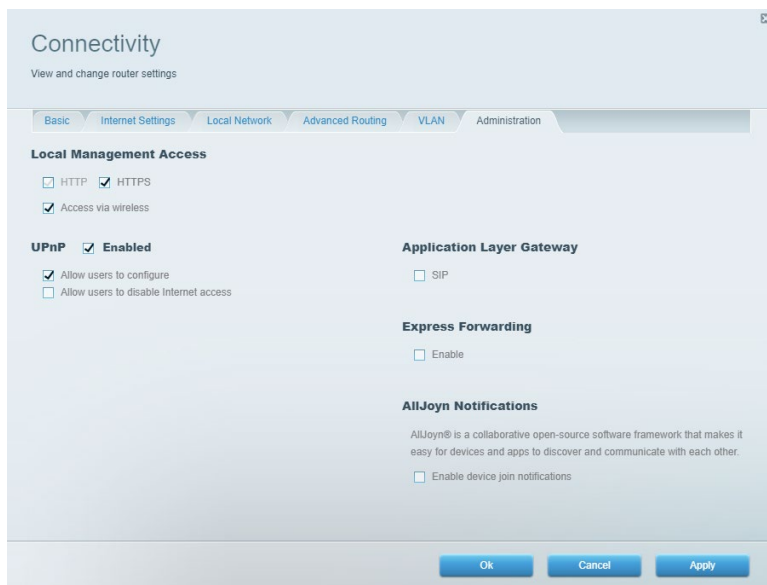 Connectivity
View and change router settings
Basic
Internet Settings
Local Network
Advanced Routing
VLAN
Administration
Local Management Access
HTTP
HTTPS
Access via wireless
UPnP
Enabled
Allow users to configure
Allow users to disable Internet access
Application Layer Gateway
SIP
Express Forwarding
Enable
AllJoyn Notifications
AllJoyn® is a collaborative open-source software framework that makes it
easy for devices and apps to discover and communicate with each other.
Enable device join notifications
Ok
Cancel
Apply